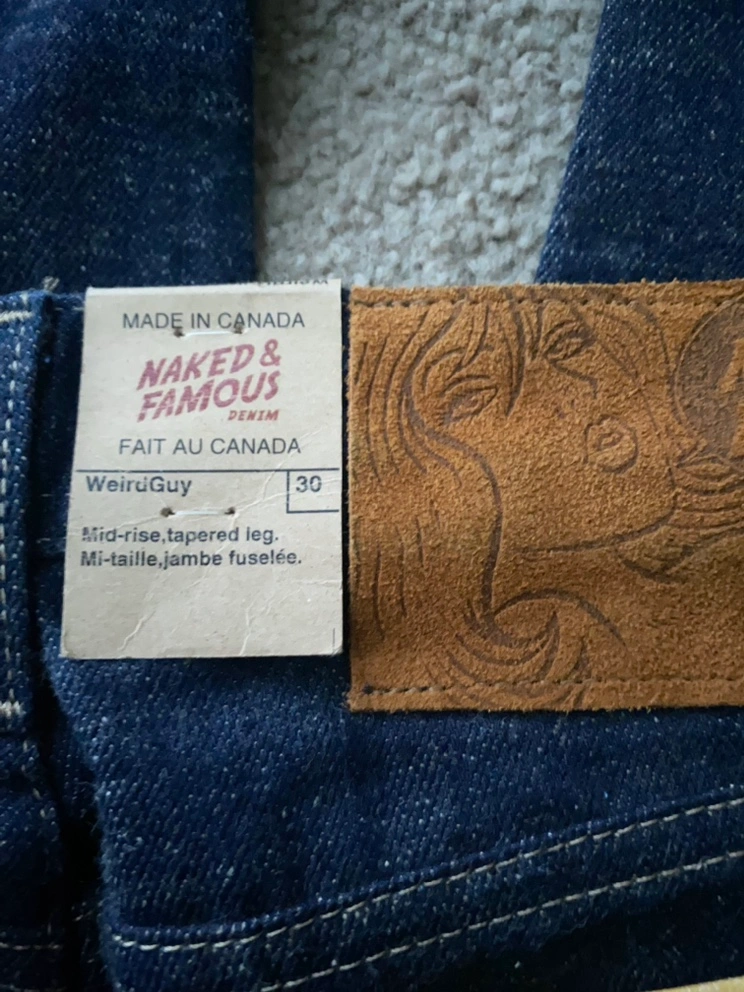 MADE IN CANADA
NAKED &
FAMOUS
DENIM
FAIT AU CANADA
WeirdGuy 30
Mid-rise,tapered leg.
Mi-taille,jambe fuselée.